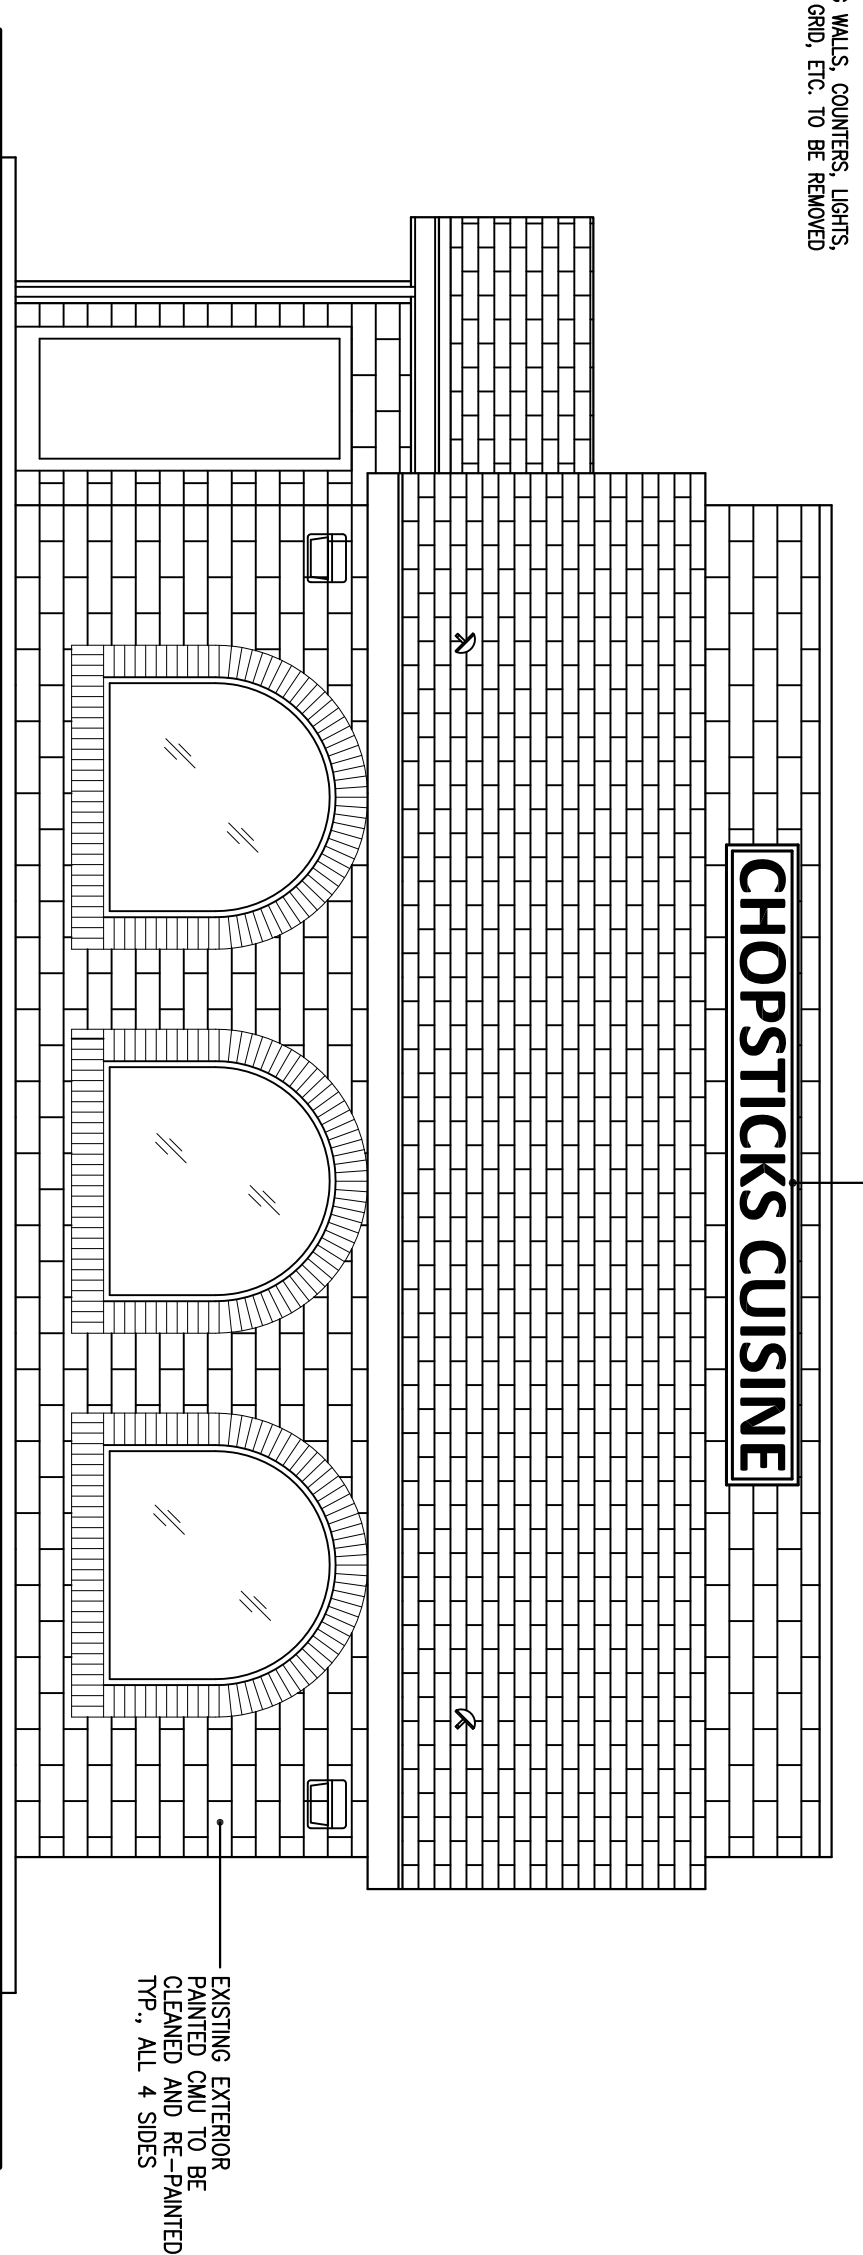 WALLS, COUNTERS, LIGHTS,
GRID, ETC. TO BE REMOVED
CHOPSTICKS CUISINE
EXISTING EXTERIOR
PAINTED CMU TO BE
CLEANED AND RE-PAINTED
TYP., ALL 4 SIDES